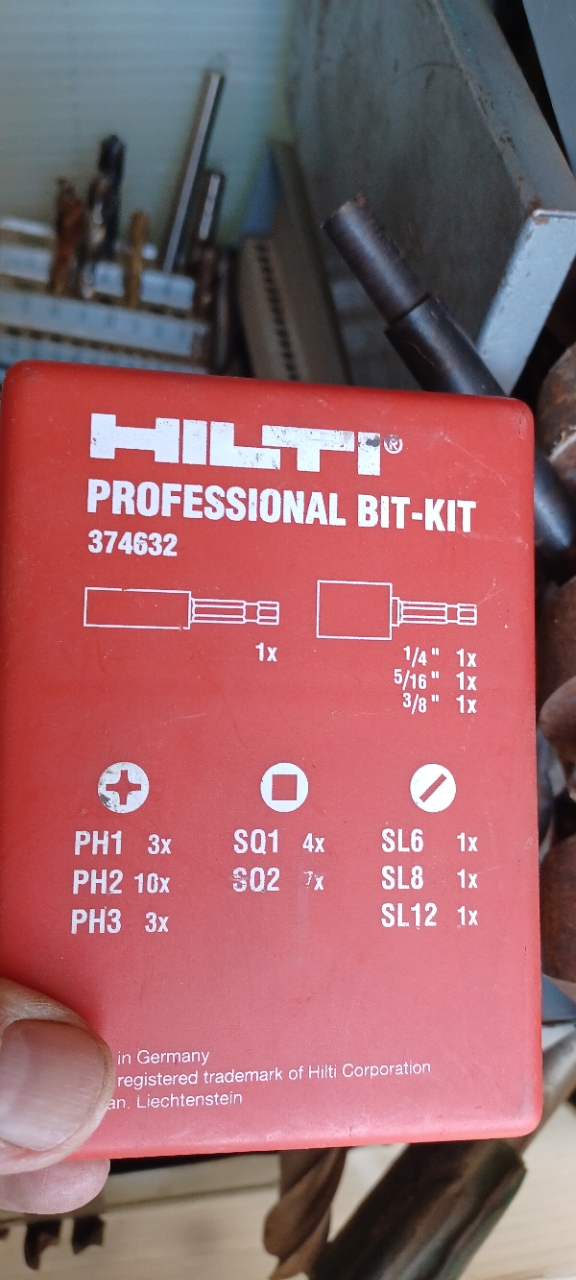 HILTI®
PROFESSIONAL BIT-KIT
374632
1x
1/4" 1x
5/16" 1x
3/8" 1x
PH1 3x SQ1 4x SL6 1x
PH2 10x SQ2 7x SL8 1x
PH3 3x SL12 1x
in Germany
registered trademark of Hilti Corporation
Liechtenstein